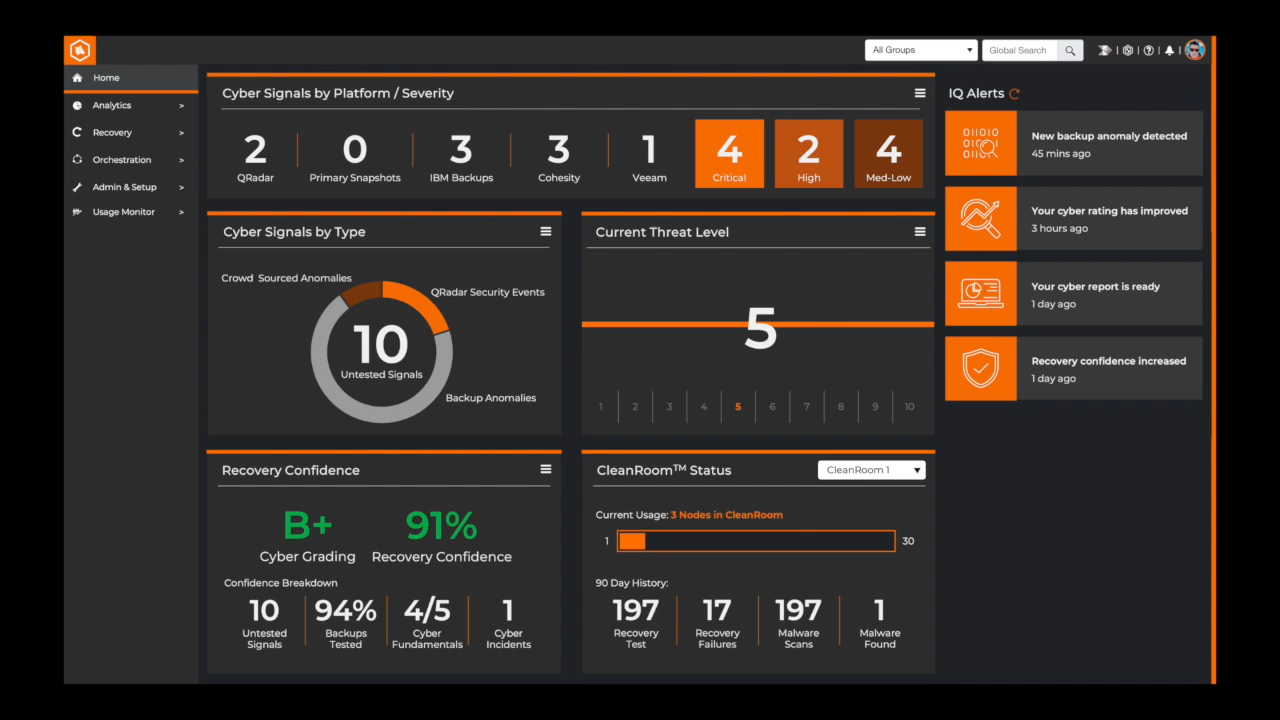 All Groups
Global Search
Home
Analytics >
Recovery >
Orchestration >
Admin & Setup >
Usage Monitor >
Cyber Signals by Platform / Severity
2
QRadar
0
Primary Snapshots
3
IBM Backups
3
Cohesity
1
Veeam
4
Critical
2
High
4
Med-Low
Cyber Signals by Type
Crowd Sourced Anomalies
QRadar Security Events
10
Untested Signals
Backup Anomalies
Current Threat Level
5
1 2 3 4 5 6 7 8 9 10
Recovery Confidence
B+
Cyber Grading
91%
Recovery Confidence
Confidence Breakdown
10
Untested
Signals
94%
Backups
Tested
4/5
Cyber
Fundamentals
1
Cyber
Incidents
CleanRoom™ Status
CleanRoom 1
Current Usage: 3 Nodes in CleanRoom
1 30
90 Day History:
197
Recovery
Test
17
Recovery
Failures
197
Malware
Scans
1
Malware
Found
IQ Alerts
New backup anomaly detected
45 mins ago
Your cyber rating has improved
3 hours ago
Your cyber report is ready
1 day ago
Recovery confidence increased
1 day ago